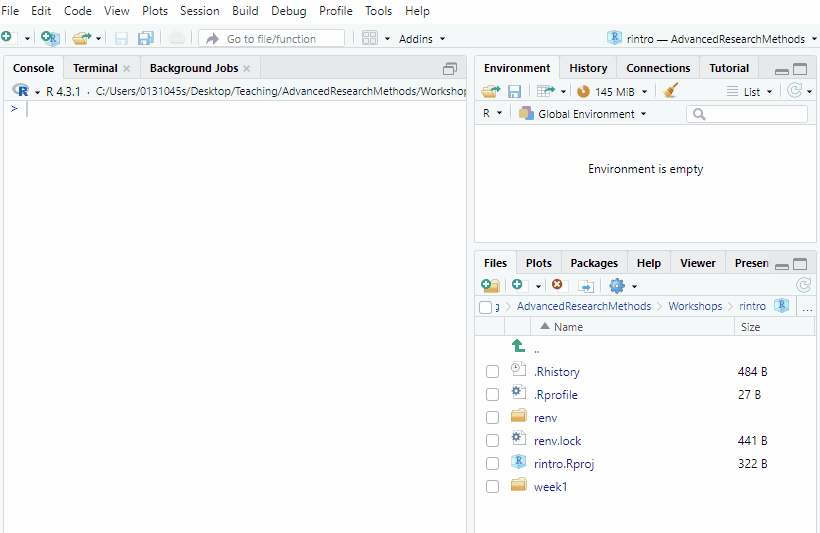 File Edit Code View Plots Session Build Debug Profile Tools Help
Go to file/function Addins rintro — AdvancedResearchMethods
Console Terminal Background Jobs
R 4.3.1 · C:/Users/0131045s/Desktop/Teaching/AdvancedResearchMethods/Workshop
>
Environment History Connections Tutorial
145 MiB List
R Global Environment
Environment is empty
Files Plots Packages Help Viewer Presen
g AdvancedResearchMethods Workshops rintro ...
Name Size
..
.Rhistory 484 B
.Rprofile 27 B
renv
renv.lock 441 B
rintro.Rproj 322 B
week1